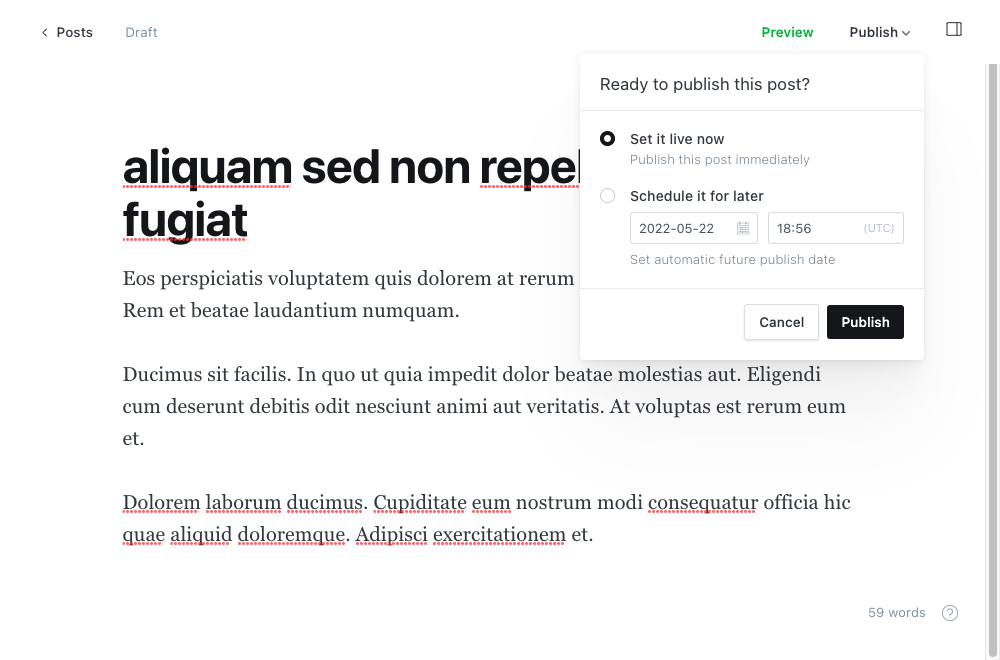 Posts
Draft
Preview
Publish
Ready to publish this post?
Set it live now
Publish this post immediately
Schedule it for later
2022-05-22
18:56
(UTC)
Set automatic future publish date
Cancel
Publish
aliquam sed non
fugiat
Eos perspiciatis voluptatem quis dolorem at rerum
Rem et beatae laudantium numquam.
Ducimus sit facilis. In quo ut quia impedit dolor beatae molestias aut. Eligendi
cum deserunt debitis odit nesciunt animi aut veritatis. At voluptas est rerum eum
et.
Dolorem laborum ducimus. Cupiditate eum nostrum modi consequatur officia hic
quae aliquid doloremque. Adipisci exercitationem et.
59 words